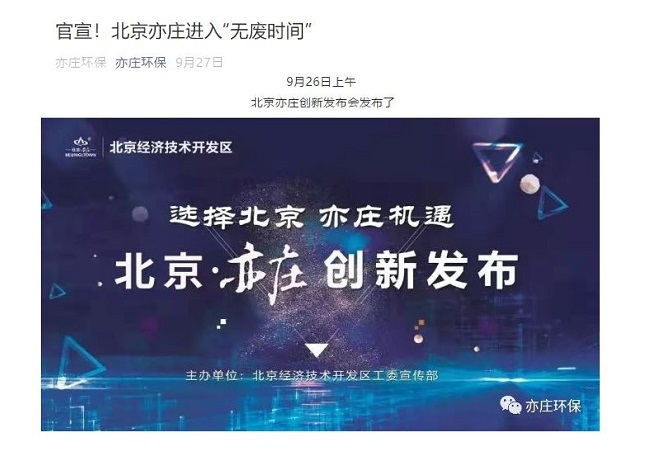 官宣！北京亦庄进入“无废时间”
亦庄环保 亦庄环保 9月27日
9月26日上午
北京亦庄创新发布会发布了
北京经济技术开发区
选择北京 亦庄机遇
北京·亦庄 创新发布
主办单位：北京经济技术开发区工委宣传部
亦庄环保